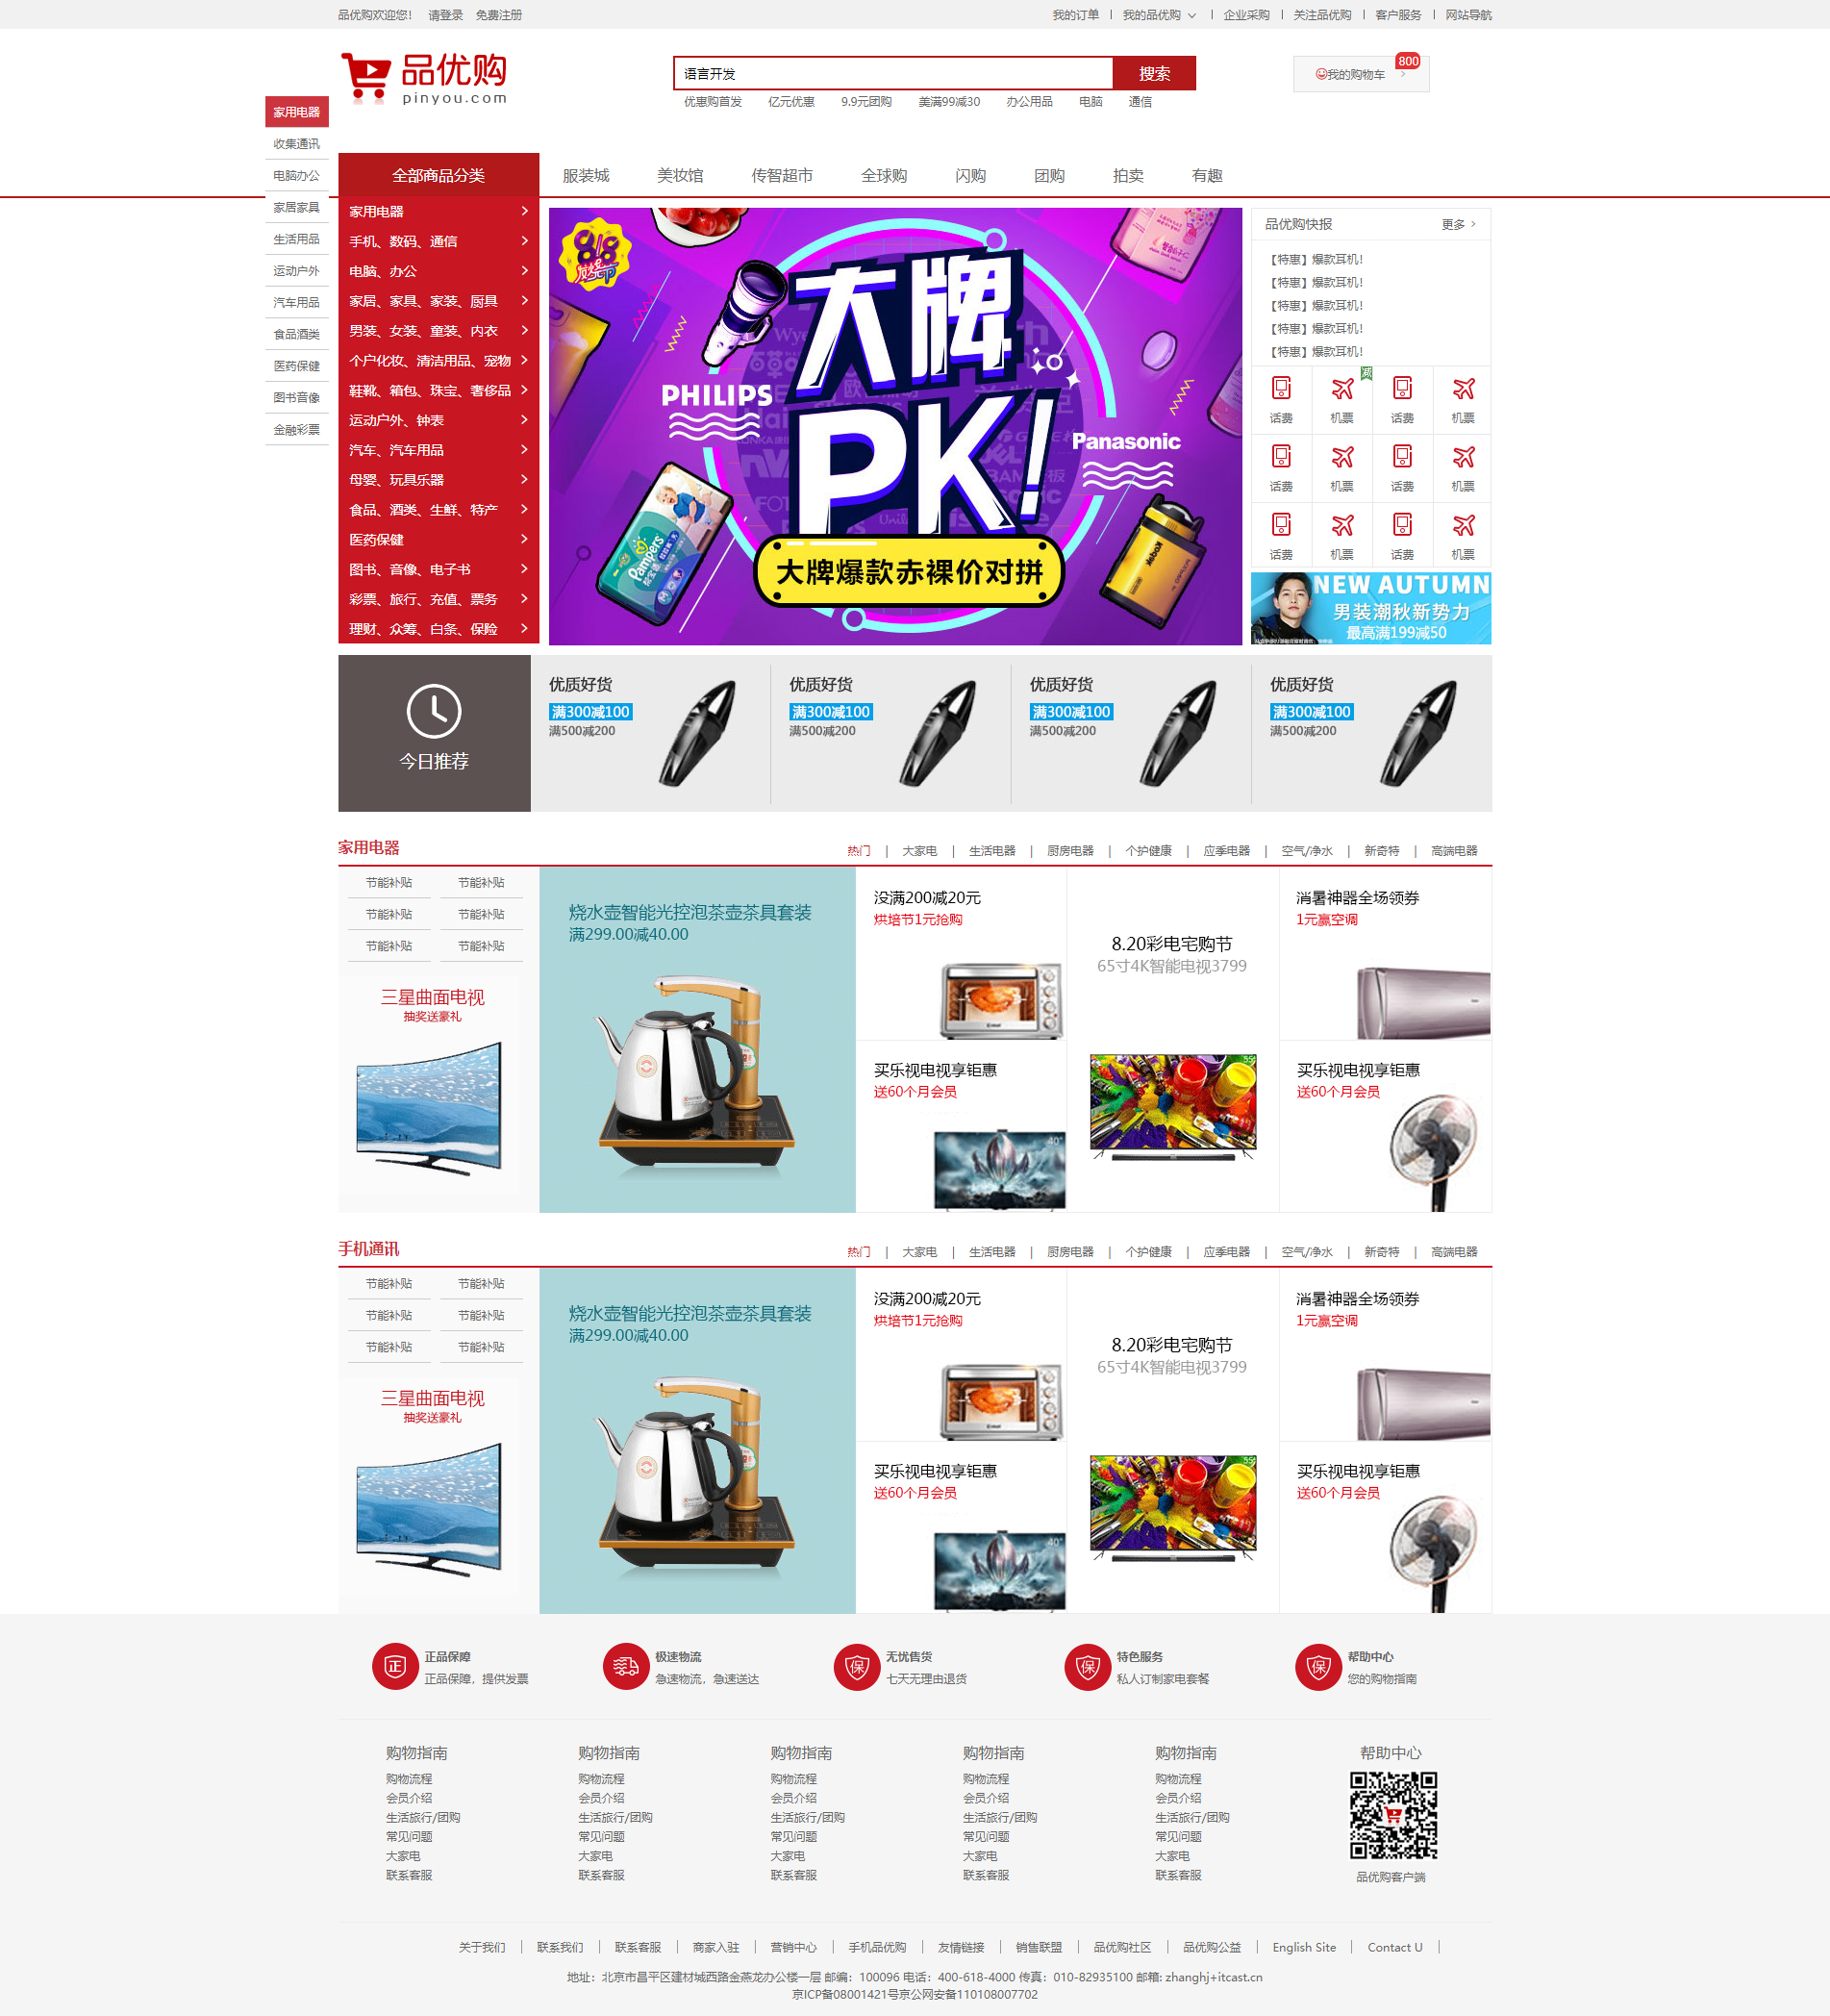 品优购欢迎您! 请登录 免费注册
我的订单 我的品优购 企业采购 关注品优购 客户服务 网站导航
品优购
pinyou.com
语言开发 搜索
优惠购首发 亿元优惠 9.9元团购 美满99减30 办公用品 电脑 通信
我的购物车 800
家用电器
收集通讯
电脑办公
家居家具
生活用品
运动户外
汽车用品
食品酒类
医药保健
图书音像
金融彩票
全部商品分类 服装城 美妆馆 传智超市 全球购 闪购 团购 拍卖 有趣
家用电器
手机、数码、通信
电脑、办公
家居、家具、家装、厨具
男装、女装、童装、内衣
个户化妆、清洁用品、宠物
鞋靴、箱包、珠宝、奢侈品
运动户外、钟表
汽车、汽车用品
母婴、玩具乐器
食品、酒类、生鲜、特产
医药保健
图书、音像、电子书
彩票、旅行、充值、票务
理财、众筹、白条、保险
大牌
PK!
PHILIPS
Panasonic
Pampers
Kodak
大牌爆款赤裸价对拼
品优购快报 更多
【特惠】爆款耳机!
【特惠】爆款耳机!
【特惠】爆款耳机!
【特惠】爆款耳机!
【特惠】爆款耳机!
减
话费 机票 话费 机票
话费 机票 话费 机票
话费 机票 话费 机票
NEW AUTUMN
男装潮秋新势力
最高满199减50
今日推荐
优质好货
满300减100
满500减200
优质好货
满300减100
满500减200
优质好货
满300减100
满500减200
优质好货
满300减100
满500减200
家用电器
热门 | 大家电 | 生活电器 | 厨房电器 | 个护健康 | 应季电器 | 空气/净水 | 新奇特 | 高端电器
节能补贴 节能补贴
节能补贴 节能补贴
节能补贴 节能补贴
三星曲面电视
抽奖送豪礼
烧水壶智能光控泡茶壶茶具套装
满299.00减40.00
没满200减20元
烘培节1元抢购
买乐视电视享钜惠
送60个月会员
40"
8.20彩电宅购节
65寸4K智能电视3799
55"
消暑神器全场领券
1元赢空调
买乐视电视享钜惠
送60个月会员
手机通讯
热门 | 大家电 | 生活电器 | 厨房电器 | 个护健康 | 应季电器 | 空气/净水 | 新奇特 | 高端电器
节能补贴 节能补贴
节能补贴 节能补贴
节能补贴 节能补贴
三星曲面电视
抽奖送豪礼
烧水壶智能光控泡茶壶茶具套装
满299.00减40.00
没满200减20元
烘培节1元抢购
买乐视电视享钜惠
送60个月会员
40"
8.20彩电宅购节
65寸4K智能电视3799
55"
消暑神器全场领券
1元赢空调
买乐视电视享钜惠
送60个月会员
正品保障
正品保障，提供发票
极速物流
急速物流，急速送达
无忧售货
七天无理由退货
特色服务
私人订制家电套餐
帮助中心
您的购物指南
购物指南
购物流程
会员介绍
生活旅行/团购
常见问题
大家电
联系客服
购物指南
购物流程
会员介绍
生活旅行/团购
常见问题
大家电
联系客服
购物指南
购物流程
会员介绍
生活旅行/团购
常见问题
大家电
联系客服
购物指南
购物流程
会员介绍
生活旅行/团购
常见问题
大家电
联系客服
购物指南
购物流程
会员介绍
生活旅行/团购
常见问题
大家电
联系客服
帮助中心
品优购客户端
关于我们 | 联系我们 | 联系客服 | 商家入驻 | 营销中心 | 手机品优购 | 友情链接 | 销售联盟 | 品优购社区 | 品优购公益 | English Site | Contact U |
地址：北京市昌平区建材城西路金燕龙办公楼一层 邮编：100096 电话：400-618-4000 传真：010-82935100 邮箱: zhanghj+itcast.cn
京ICP备08001421号京公网安备110108007702